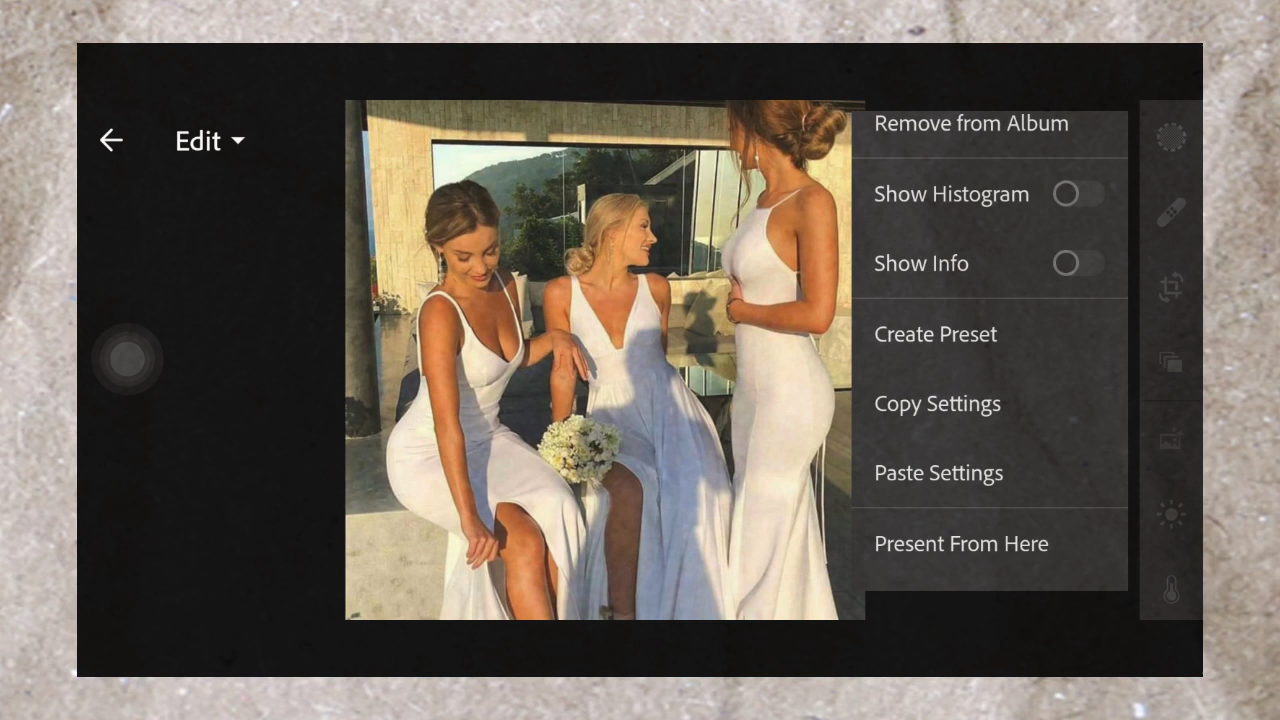 Edit
Remove from Album
Show Histogram
Show Info
Create Preset
Copy Settings
Paste Settings
Present From Here